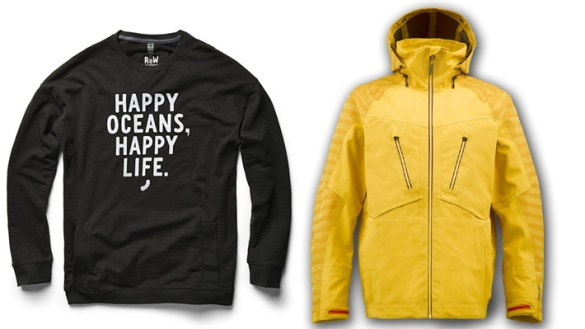 RaW
HAPPY
OCEANS,
HAPPY
LIFE.